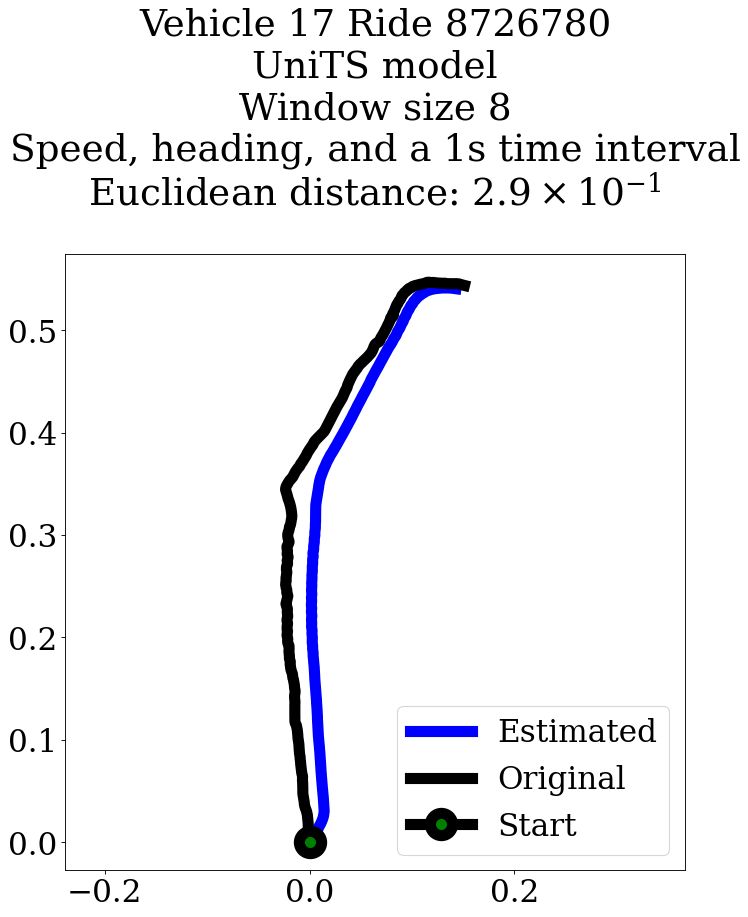 Vehicle 17 Ride 8726780
UniTS model
Window size 8
Speed, heading, and a 1s time interval
Euclidean distance: 2.9 × 10⁻¹
0.5
0.4
0.3
0.2
0.1
0.0
Estimated
Original
Start
−0.2 0.0 0.2